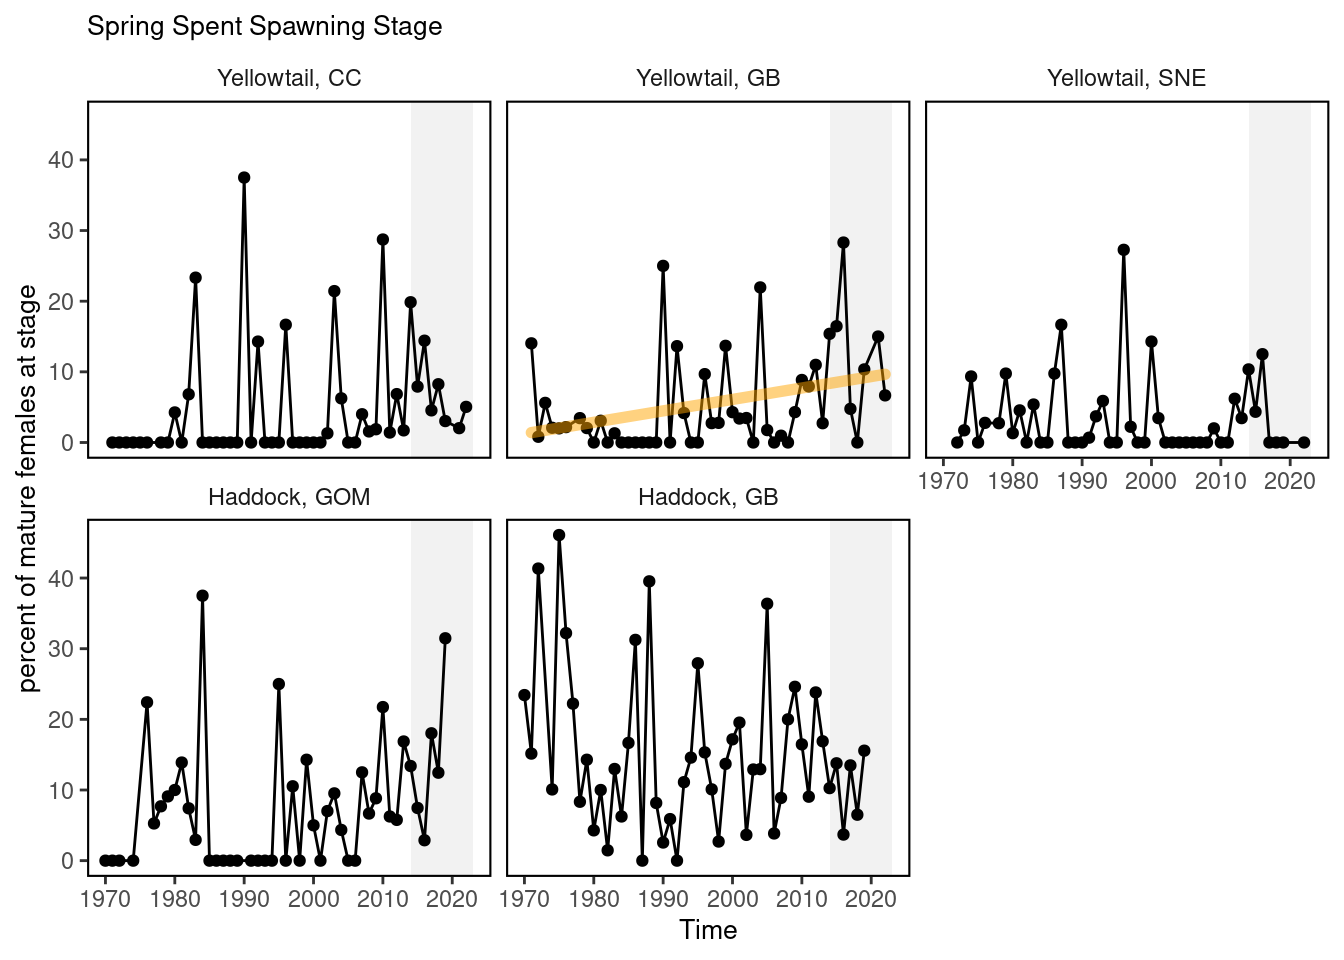 Spring Spent Spawning Stage
Yellowtail, CC
Yellowtail, GB
Yellowtail, SNE
40
30
20
10
0
1970 1980 1990 2000 2010 2020
Haddock, GOM
Haddock, GB
40
30
20
10
0
1970 1980 1990 2000 2010 2020
1970 1980 1990 2000 2010 2020
Time
percent of mature females at stage